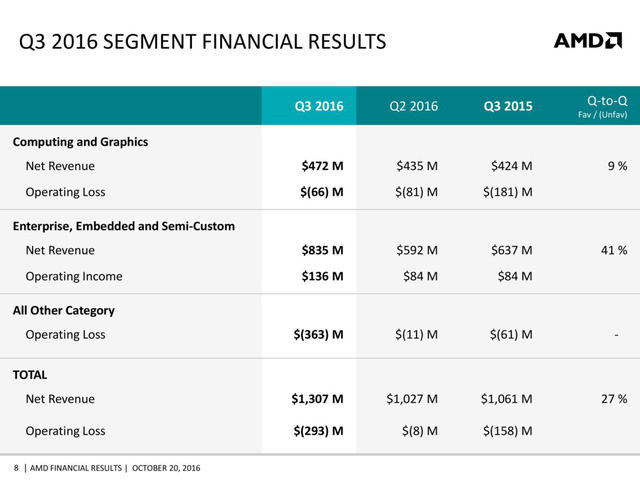 Q3 2016 SEGMENT FINANCIAL RESULTS
AMD
Q3 2016 Q2 2016 Q3 2015 Q-to-Q
Fav / (Unfav)
Computing and Graphics
Net Revenue $472 M $435 M $424 M 9 %
Operating Loss $(66) M $(81) M $(181) M
Enterprise, Embedded and Semi-Custom
Net Revenue $835 M $592 M $637 M 41 %
Operating Income $136 M $84 M $84 M
All Other Category
Operating Loss $(363) M $(11) M $(61) M -
TOTAL
Net Revenue $1,307 M $1,027 M $1,061 M 27 %
Operating Loss $(293) M $(8) M $(158) M
8 | AMD FINANCIAL RESULTS | OCTOBER 20, 2016